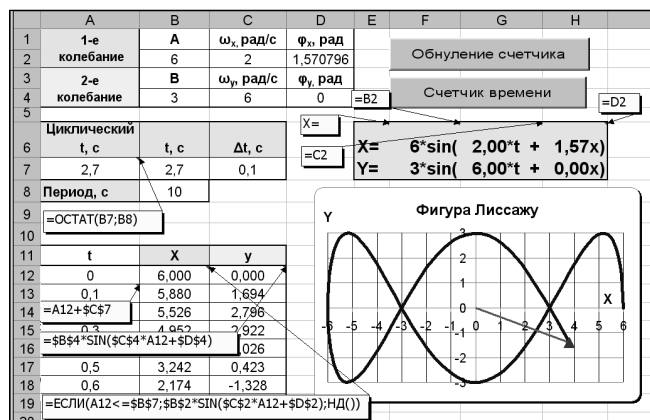 A B C D E F G H
1 1-е колебание A ωx, рад/с φx, рад
2 6 2 1,570796
Обнуление счетчика
3 2-е колебание B ωy, рад/с φy, рад
4 3 6 0
Счетчик времени
=B2
=D2
5
X=
=C2
6 Циклический t, с t, с Δt, с
X= 6*sin( 2,00*t + 1,57x)
7 2,7 2,7 0,1
Y= 3*sin( 6,00*t + 0,00x)
8 Период, с 10
9
=ОСТАТ(B7;B8)
10
11 t X y
12 0 6,000 0,000
13 0,1 5,880 1,694
=A12+$C$7
14 5,526 2,796
15 0,3 4,952 2,922
=$B$4*SIN($C$4*A12+$D$4)
16 ,026
17 0,5 3,242 0,423
18 0,6 2,174 -1,328
19 =ЕСЛИ(A12<=$B$7;$B$2*SIN($C$2*A12+$D$2);НД())
Фигура Лиссажу
Y
3
2
1
0
X
-6 -5 -4 -3 -2 -1 0 1 2 3 4 5 6
-1
-2
-3